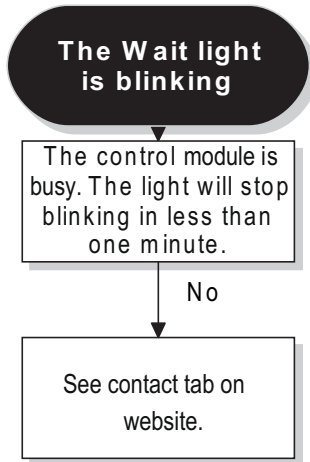 The Wait light
is blinking
The control module is
busy. The light will stop
blinking in less than
one minute.
No
See contact tab on
website.